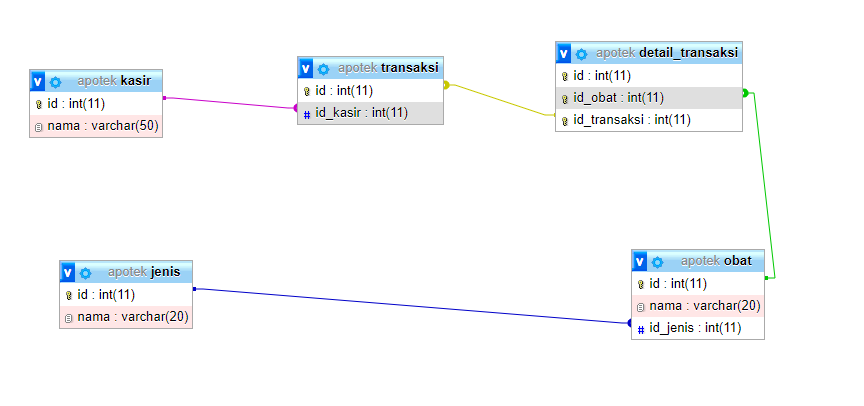 v apotek kasir
id : int(11)
nama : varchar(50)
v apotek transaksi
id : int(11)
# id_kasir : int(11)
v apotek detail_transaksi
id : int(11)
id_obat : int(11)
id_transaksi : int(11)
v apotek jenis
id : int(11)
nama : varchar(20)
v apotek obat
id : int(11)
nama : varchar(20)
# id_jenis : int(11)